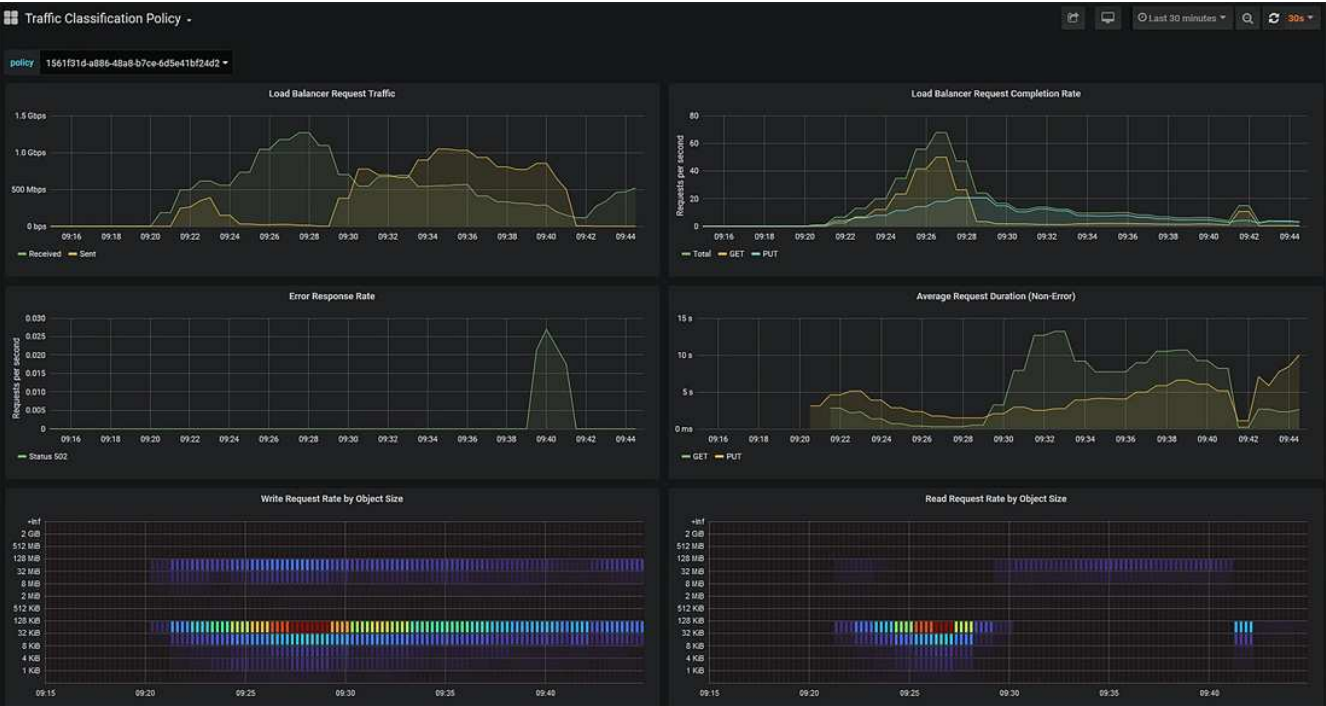 Traffic Classification Policy
Last 30 minutes 30s
policy 1561f31d-a886-48a8-b7ce-6d5e41bf24d2
Load Balancer Request Traffic
1.5 Gbps
1.0 Gbps
500 Mbps
0 bps
09:16 09:18 09:20 09:22 09:24 09:26 09:28 09:30 09:32 09:34 09:36 09:38 09:40 09:42 09:44
Received Sent
Load Balancer Request Completion Rate
Requests per second
80
60
40
20
0
09:16 09:18 09:20 09:22 09:24 09:26 09:28 09:30 09:32 09:34 09:36 09:38 09:40 09:42 09:44
Total GET PUT
Error Response Rate
Requests per second
0.030
0.025
0.020
0.015
0.010
0.005
0
09:16 09:18 09:20 09:22 09:24 09:26 09:28 09:30 09:32 09:34 09:36 09:38 09:40 09:42 09:44
Status 502
Average Request Duration (Non-Error)
15 s
10 s
5 s
0 ms
09:16 09:18 09:20 09:22 09:24 09:26 09:28 09:30 09:32 09:34 09:36 09:38 09:40 09:42 09:44
GET PUT
Write Request Rate by Object Size
+Inf
2 GiB
512 MiB
128 MiB
32 MiB
8 MiB
2 MiB
512 KiB
128 KiB
32 KiB
8 KiB
4 KiB
1 KiB
09:15 09:20 09:25 09:30 09:35 09:40
Read Request Rate by Object Size
+Inf
2 GiB
512 MiB
128 MiB
32 MiB
8 MiB
2 MiB
512 KiB
128 KiB
32 KiB
8 KiB
4 KiB
1 KiB
09:15 09:20 09:25 09:30 09:35 09:40